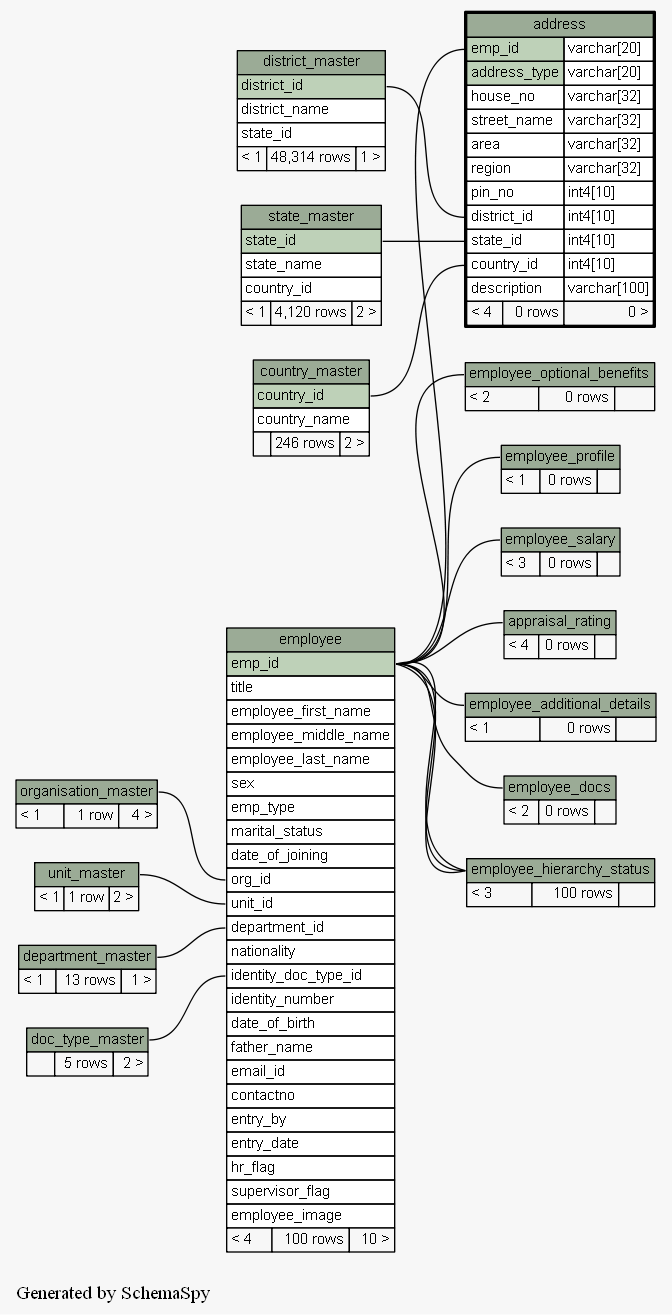 address
emp_id varchar[20]
address_type varchar[20]
house_no varchar[32]
street_name varchar[32]
area varchar[32]
region varchar[32]
pin_no int4[10]
district_id int4[10]
state_id int4[10]
country_id int4[10]
description varchar[100]
< 4 0 rows 0 >
district_master
district_id
district_name
state_id
< 1 48,314 rows 1 >
state_master
state_id
state_name
country_id
< 1 4,120 rows 2 >
country_master
country_id
country_name
246 rows 2 >
employee_optional_benefits
< 2 0 rows
employee_profile
< 1 0 rows
employee_salary
< 3 0 rows
appraisal_rating
< 4 0 rows
employee_additional_details
< 1 0 rows
employee_docs
< 2 0 rows
employee_hierarchy_status
< 3 100 rows
employee
emp_id
title
employee_first_name
employee_middle_name
employee_last_name
sex
emp_type
marital_status
date_of_joining
org_id
unit_id
department_id
nationality
identity_doc_type_id
identity_number
date_of_birth
father_name
email_id
contactno
entry_by
entry_date
hr_flag
supervisor_flag
employee_image
< 4 100 rows 10 >
organisation_master
< 1 1 row 4 >
unit_master
< 1 1 row 2 >
department_master
< 1 13 rows 1 >
doc_type_master
5 rows 2 >
Generated by SchemaSpy